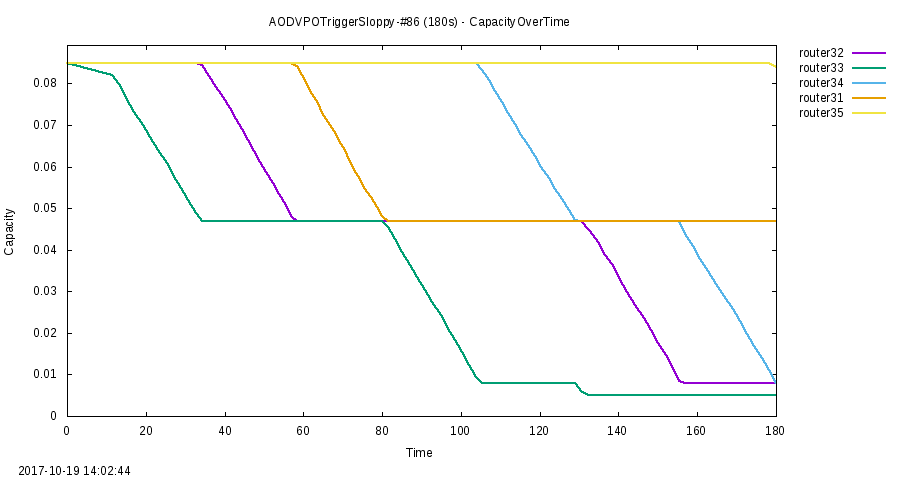 AODVPOTriggerSloppy-#86 (180s) - CapacityOverTime
router32
router33
router34
router31
router35
0.08
0.07
0.06
0.05
0.04
0.03
0.02
0.01
0
Capacity
0 20 40 60 80 100 120 140 160 180
Time
2017-10-19 14:02:44